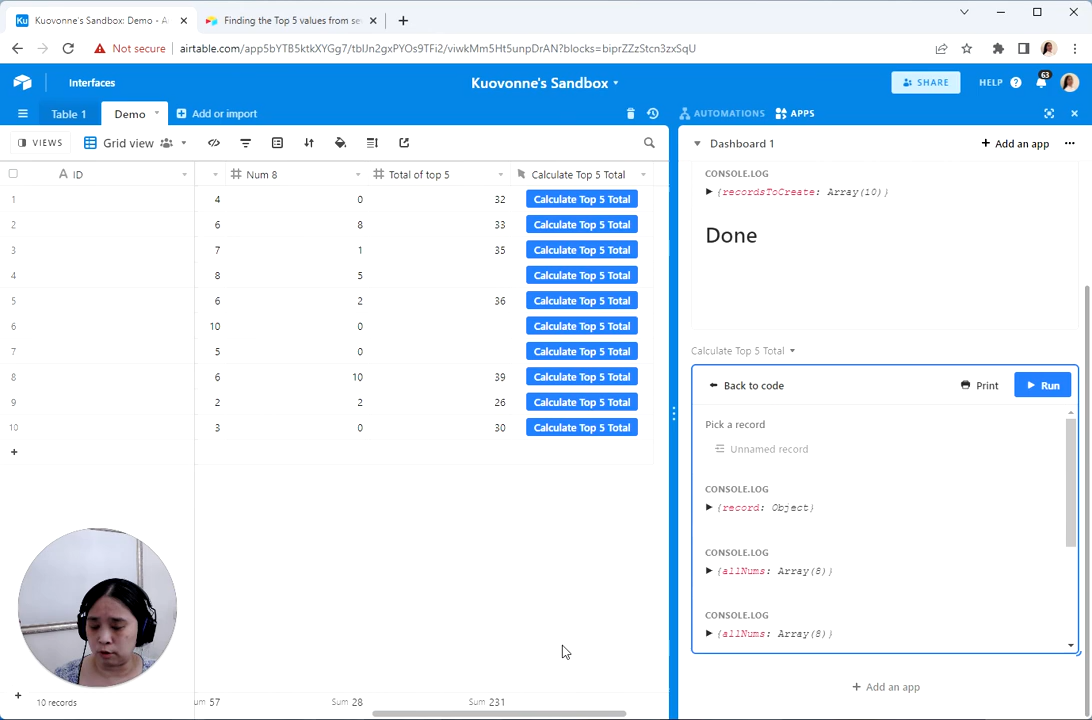 Ku Kuovonne's Sandbox: Demo - A
Finding the Top 5 values from se
Not secure
airtable.com/app5bYTB5ktkXYGg7/tblUn2gxPYOs9TFi2/viwkMm5Ht5unpDrAN?blocks=biprZZzStcn3zxSqU
Interfaces
Kuovonne's Sandbox
SHARE
HELP
63
Table 1
Demo
Add or import
AUTOMATIONS
APPS
VIEWS
Grid view
Dashboard 1
Add an app
ID
Num 8
Total of top 5
Calculate Top 5 Total
1 4 0 32 Calculate Top 5 Total
2 6 8 33 Calculate Top 5 Total
3 7 1 35 Calculate Top 5 Total
4 8 5 Calculate Top 5 Total
5 6 2 36 Calculate Top 5 Total
6 10 0 Calculate Top 5 Total
7 5 0 Calculate Top 5 Total
8 6 10 39 Calculate Top 5 Total
9 2 2 26 Calculate Top 5 Total
10 3 0 30 Calculate Top 5 Total
10 records
um 57
Sum 28
Sum 231
CONSOLE.LOG
{recordsToCreate: Array(10)}
Done
Calculate Top 5 Total
Back to code
Print
Run
Pick a record
Unnamed record
CONSOLE.LOG
{record: Object}
CONSOLE.LOG
{allNums: Array(8)}
CONSOLE.LOG
{allNums: Array(8)}
Add an app